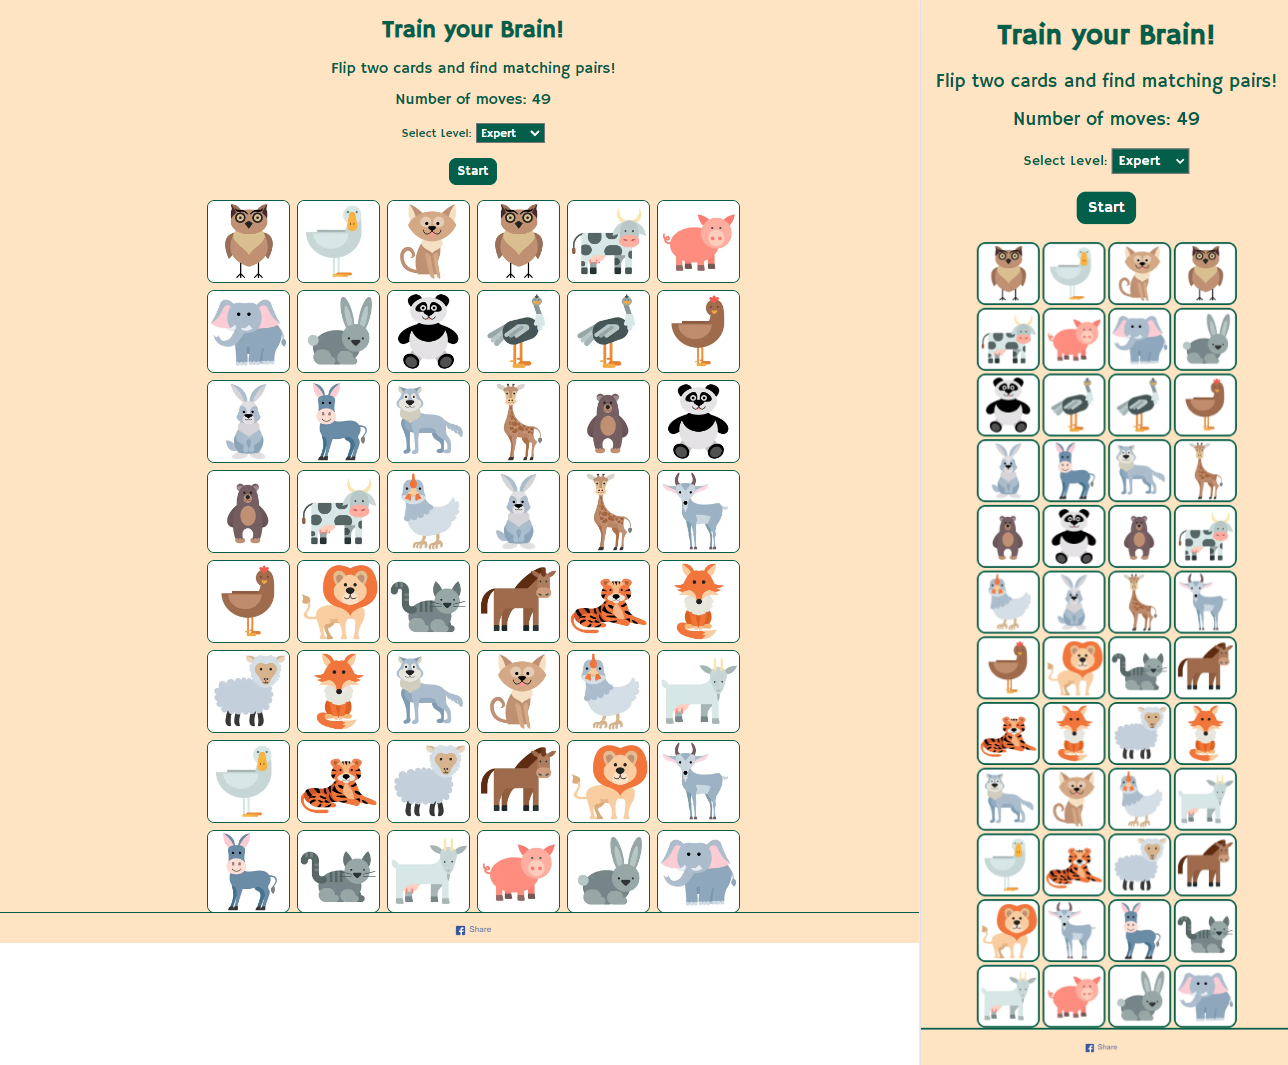 Train your Brain!
Flip two cards and find matching pairs!
Number of moves: 49
Select Level: Expert
Start
Share
Train your Brain!
Flip two cards and find matching pairs!
Number of moves: 49
Select Level: Expert
Start
Share